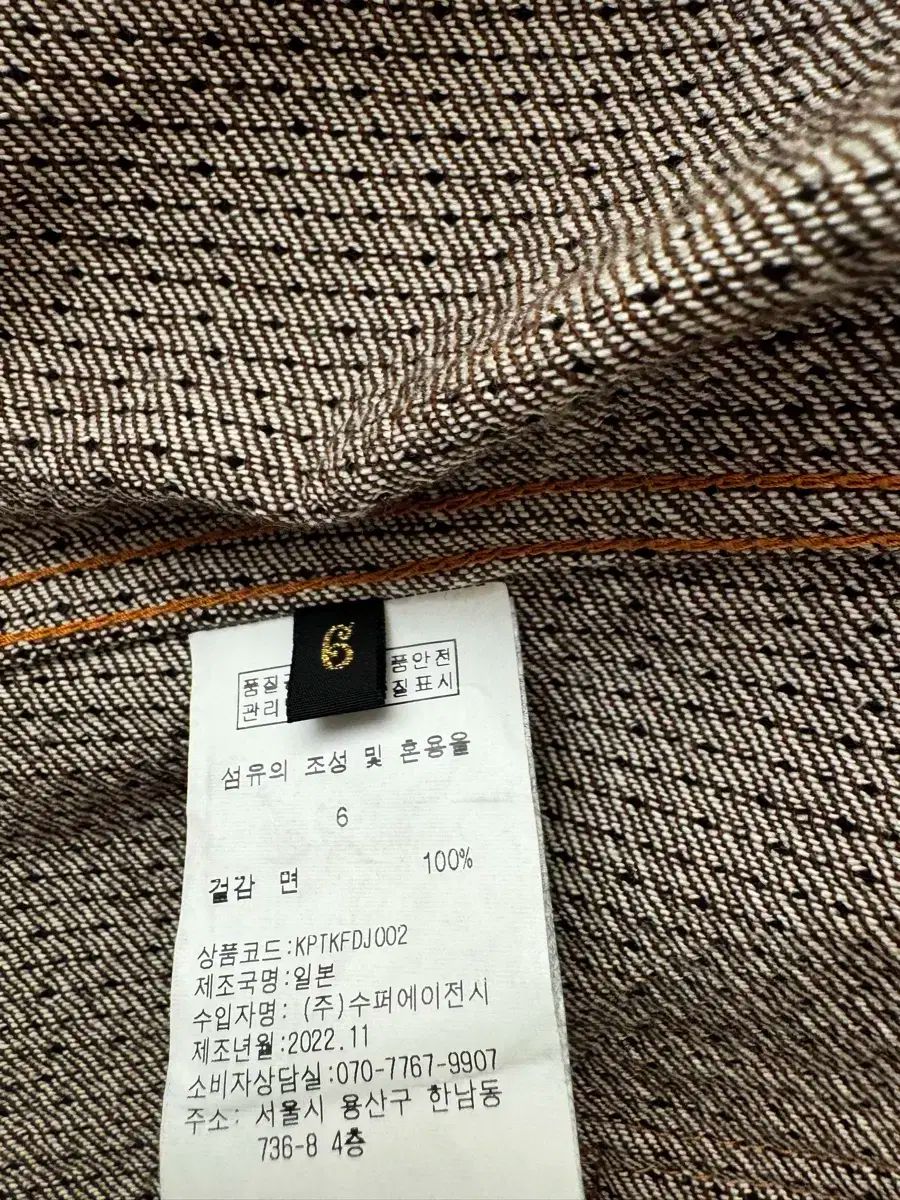 6
품질 품안전
관리 질표시
섬유의 조성 및 혼용율
6
겉감 면 100%
상품코드:KPTKFDJ002
제조국명:일본
수입자명: (주)수퍼에이전시
제조년월:2022.11
소비자상담실:070-7767-9907
주소: 서울시 용산구 한남동
736-8 4층